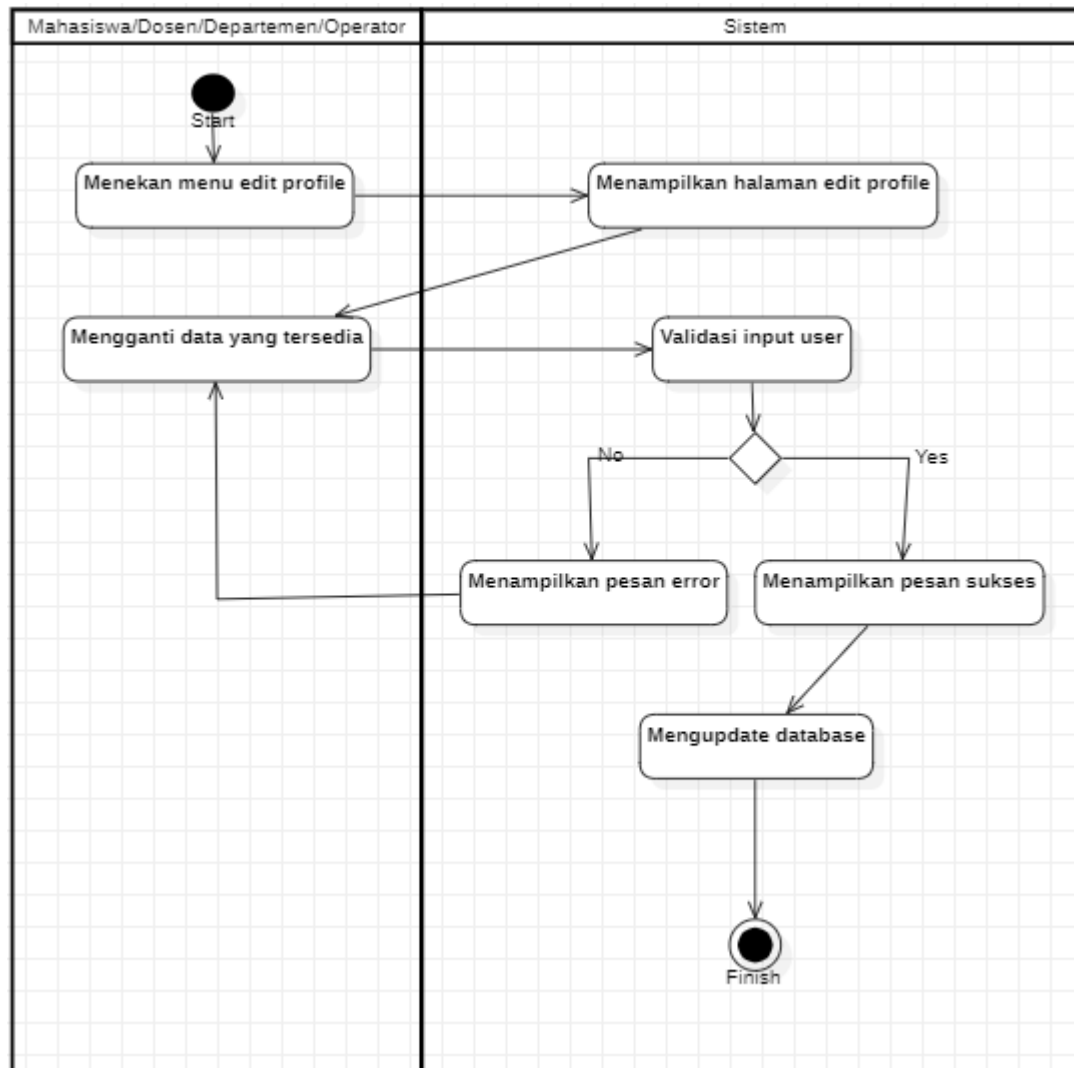 Mahasiswa/Dosen/Departemen/Operator
Sistem
Start
Menekan menu edit profile
Menampilkan halaman edit profile
Mengganti data yang tersedia
Validasi input user
No
Yes
Menampilkan pesan error
Menampilkan pesan sukses
Mengupdate database
Finish